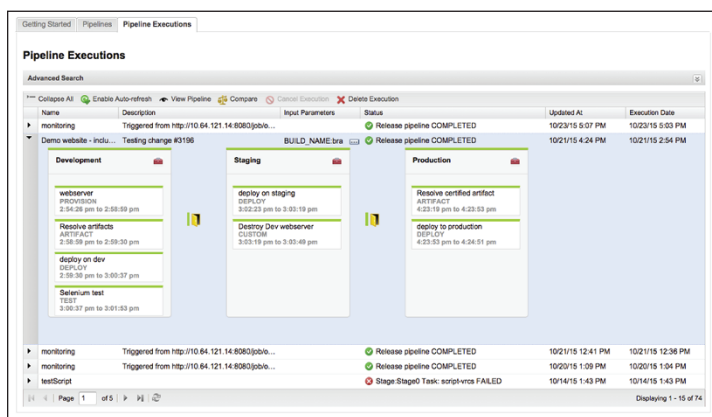 Getting Started Pipelines Pipeline Executions
Pipeline Executions
Advanced Search
Collapse All Enable Auto-refresh View Pipeline Compare Cancel Execution Delete Execution
Name Description Input Parameters Status Updated At Execution Date
monitoring Triggered from http://10.64.121.14:8080/job/o... Release pipeline COMPLETED 10/23/15 5:07 PM 10/23/15 5:03 PM
Demo website - inclu... Testing change #3196 BUILD_NAME:bra Release pipeline COMPLETED 10/21/15 4:24 PM 10/21/15 2:54 PM
Development
webserver
PROVISION
2:54:26 pm to 2:58:59 pm
Resolve artifacts
ARTIFACT
2:58:59 pm to 2:59:30 pm
deploy on dev
DEPLOY
2:59:30 pm to 3:00:37 pm
Selenium test
TEST
3:00:37 pm to 3:01:53 pm
Staging
deploy on staging
DEPLOY
3:02:23 pm to 3:03:19 pm
Destroy Dev webserver
CUSTOM
3:03:19 pm to 3:03:49 pm
Production
Resolve certified artifact
ARTIFACT
4:23:19 pm to 4:23:53 pm
deploy to production
DEPLOY
4:23:53 pm to 4:24:51 pm
monitoring Triggered from http://10.64.121.14:8080/job/o... Release pipeline COMPLETED 10/21/15 12:41 PM 10/21/15 12:36 PM
monitoring Triggered from http://10.64.121.14:8080/job/o... Release pipeline COMPLETED 10/20/15 1:09 PM 10/20/15 1:04 PM
testScript Stage:Stage0 Task: script-vrcs FAILED 10/14/15 1:43 PM 10/14/15 1:43 PM
Page 1 of 5 Displaying 1 - 15 of 74